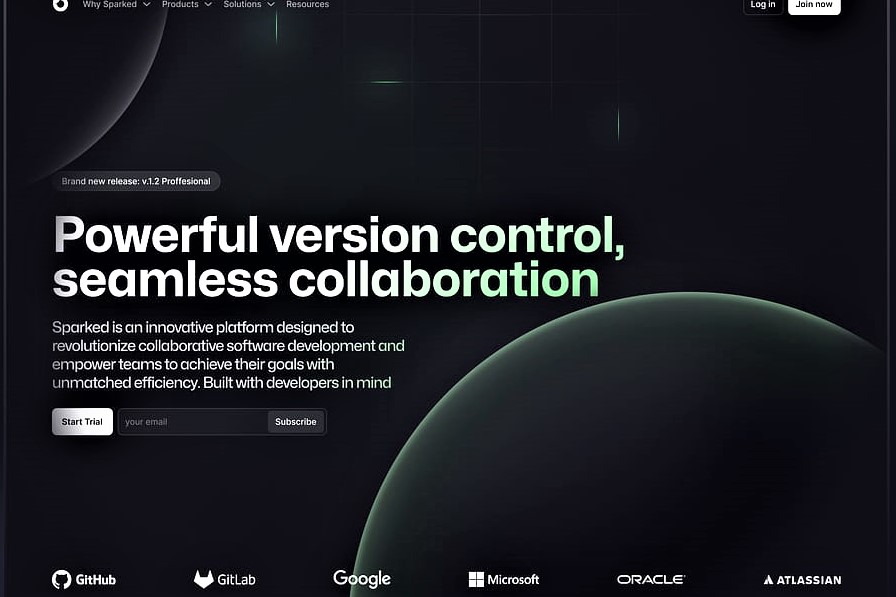 Why Sparked
Products
Solutions
Resources
Log in
Join now
Brand new release: v.1.2 Proffesional
Powerful version control,
seamless collaboration
Sparked is an innovative platform designed to
revolutionize collaborative software development and
empower teams to achieve their goals with
unmatched efficiency. Built with developers in mind
Start Trial
your email
Subscribe
GitHub
GitLab
Google
Microsoft
ORACLE
ATLASSIAN